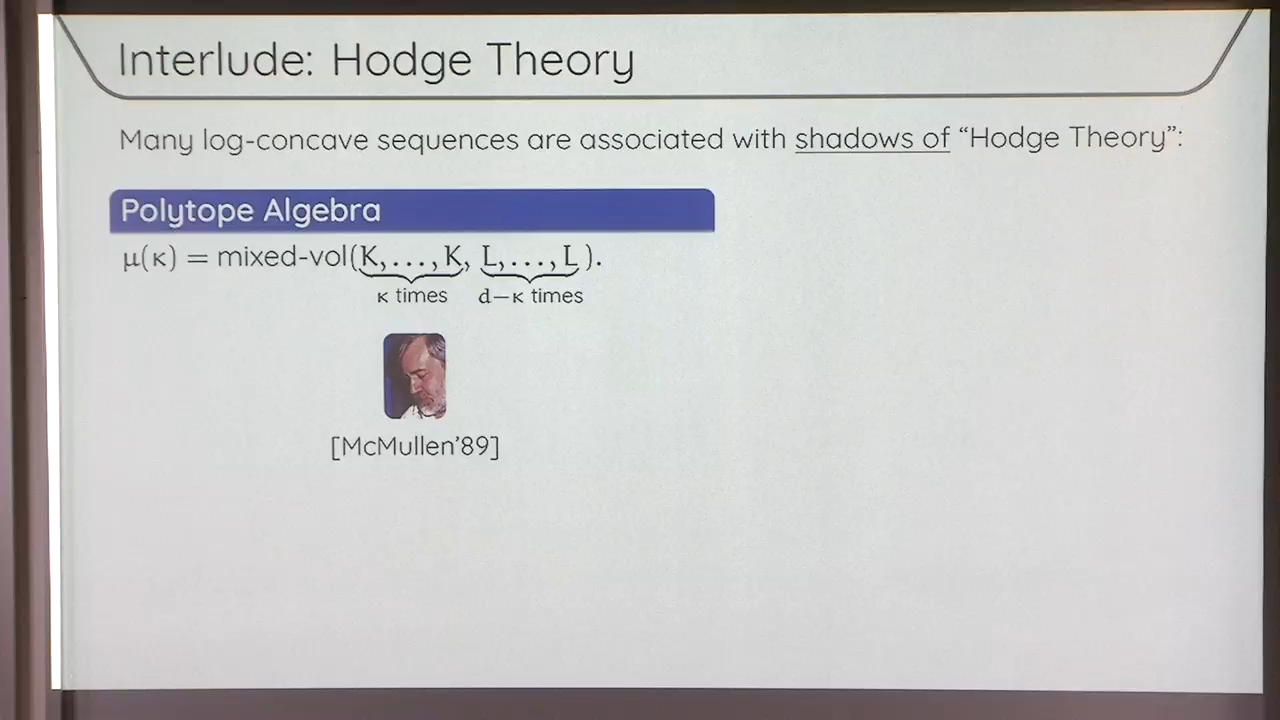 Interlude: Hodge Theory
Many log-concave sequences are associated with shadows of “Hodge Theory”:
Polytope Algebra
μ(κ) = mixed-vol(K,...,K, L,...,L).
κ times d−κ times
[McMullen’89]